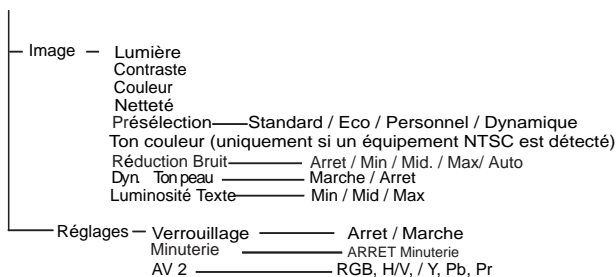 Image Lumière
Contraste
Couleur
Netteté
Présélection Standard / Eco / Personnel / Dynamique
Ton couleur (uniquement si un équipement NTSC est détecté)
Réduction Bruit Arret / Min / Mid. / Max/ Auto
Dyn. Ton peau Marche / Arret
Luminosité Texte Min / Mid / Max
Réglages Verrouillage Arret / Marche
Minuterie ARRET Minuterie
AV 2 RGB, H/V, / Y, Pb, Pr